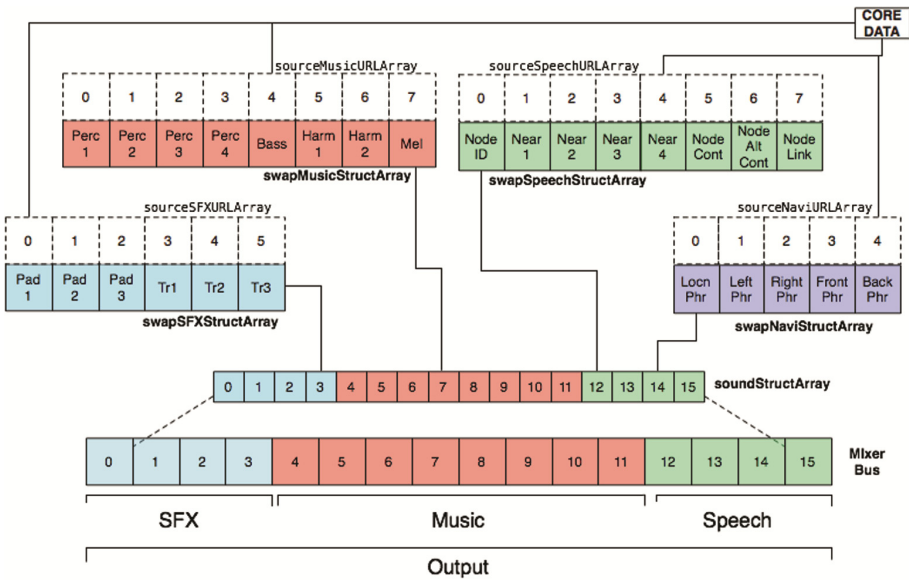 CORE
DATA
sourceMusicURLArray
0 1 2 3 4 5 6 7
Perc 1 Perc 2 Perc 3 Perc 4 Bass Harm 1 Harm 2 Mel
swapMusicStructArray
sourceSpeechURLArray
0 1 2 3 4 5 6 7
Node ID Near 1 Near 2 Near 3 Near 4 Node Cont Node Alt Cont Node Link
swapSpeechStructArray
sourceSFXURLArray
0 1 2 3 4 5
Pad 1 Pad 2 Pad 3 Tr1 Tr2 Tr3
swapSFXStructArray
sourceNaviURLArray
0 1 2 3 4
Locn Phr Left Phr Right Phr Front Phr Back Phr
swapNaviStructArray
0 1 2 3 4 5 6 7 8 9 10 11 12 13 14 15
soundStructArray
0 1 2 3 4 5 6 7 8 9 10 11 12 13 14 15
MIxer
Bus
SFX Music Speech
Output